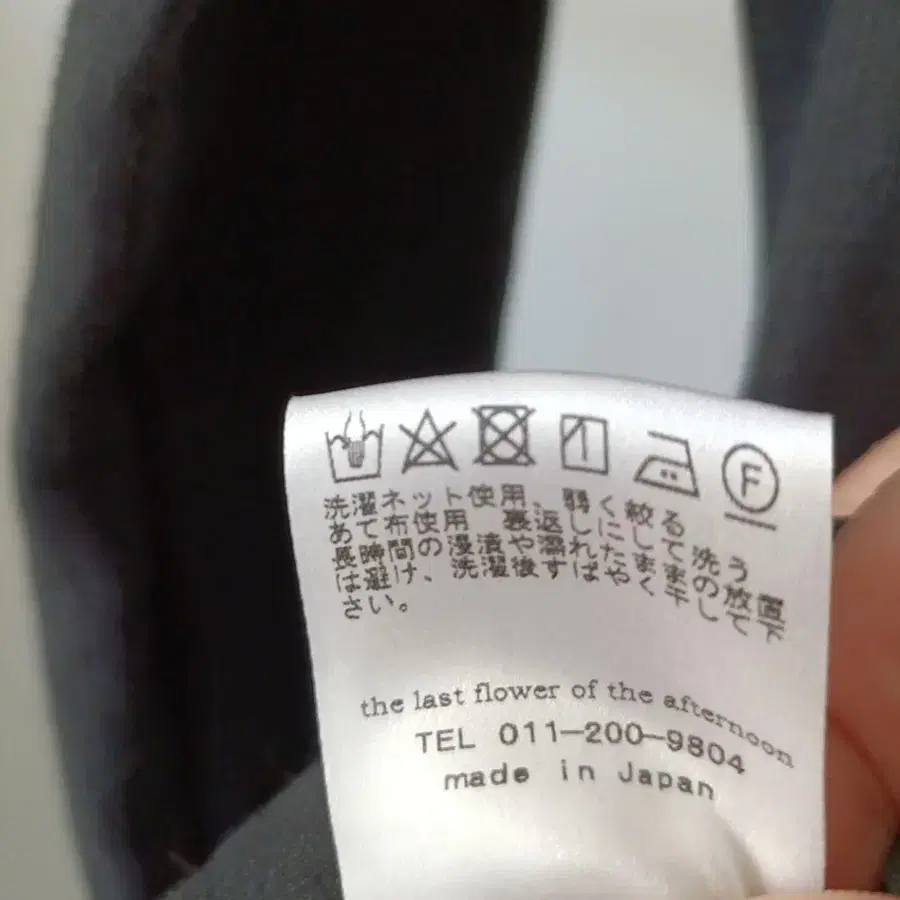 洗濯ネット使用、弱く絞る
あて布使用 裏返しにして洗う
長時間の浸漬や濡れたままの放置
は避け、洗濯後すばやく干して下
さい。
the last flower of the afternoon
TEL 011-200-9804
made in Japan
F